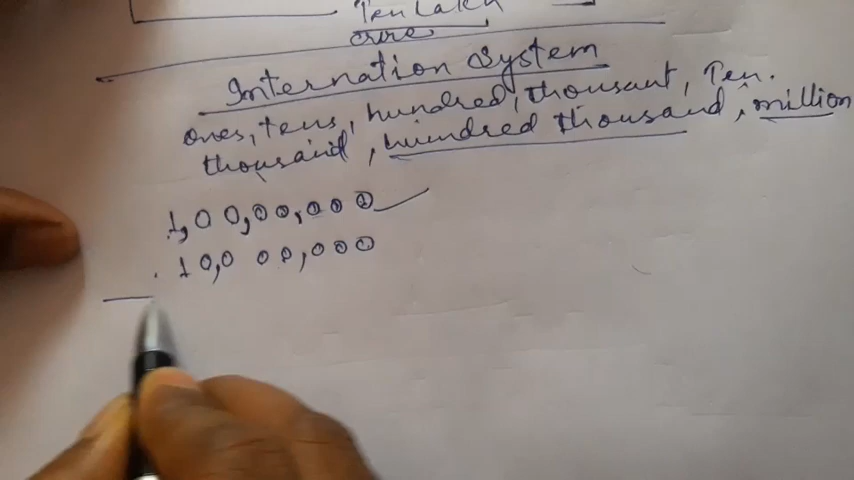 Ten Lakh
crore
Internation System
ones, tens, hundred, thousant, Ten.
thousand, hundred thousand, million
1,00,00,000
10,000,000